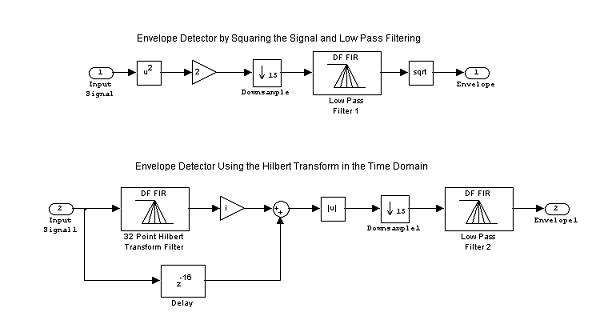 Envelope Detector by Squaring the Signal and Low Pass Filtering
1
Input
Signal
u²
2
↓ 15
Downsample
DF FIR
Low Pass
Filter 1
sqrt
1
Envelope
Envelope Detector Using the Hilbert Transform in the Time Domain
2
Input
Signal1
DF FIR
32 Point Hilbert
Transform Filter
i
+
+
|u|
↓ 15
Downsample1
DF FIR
Low Pass
Filter 2
2
Envelope1
z^-16
Delay